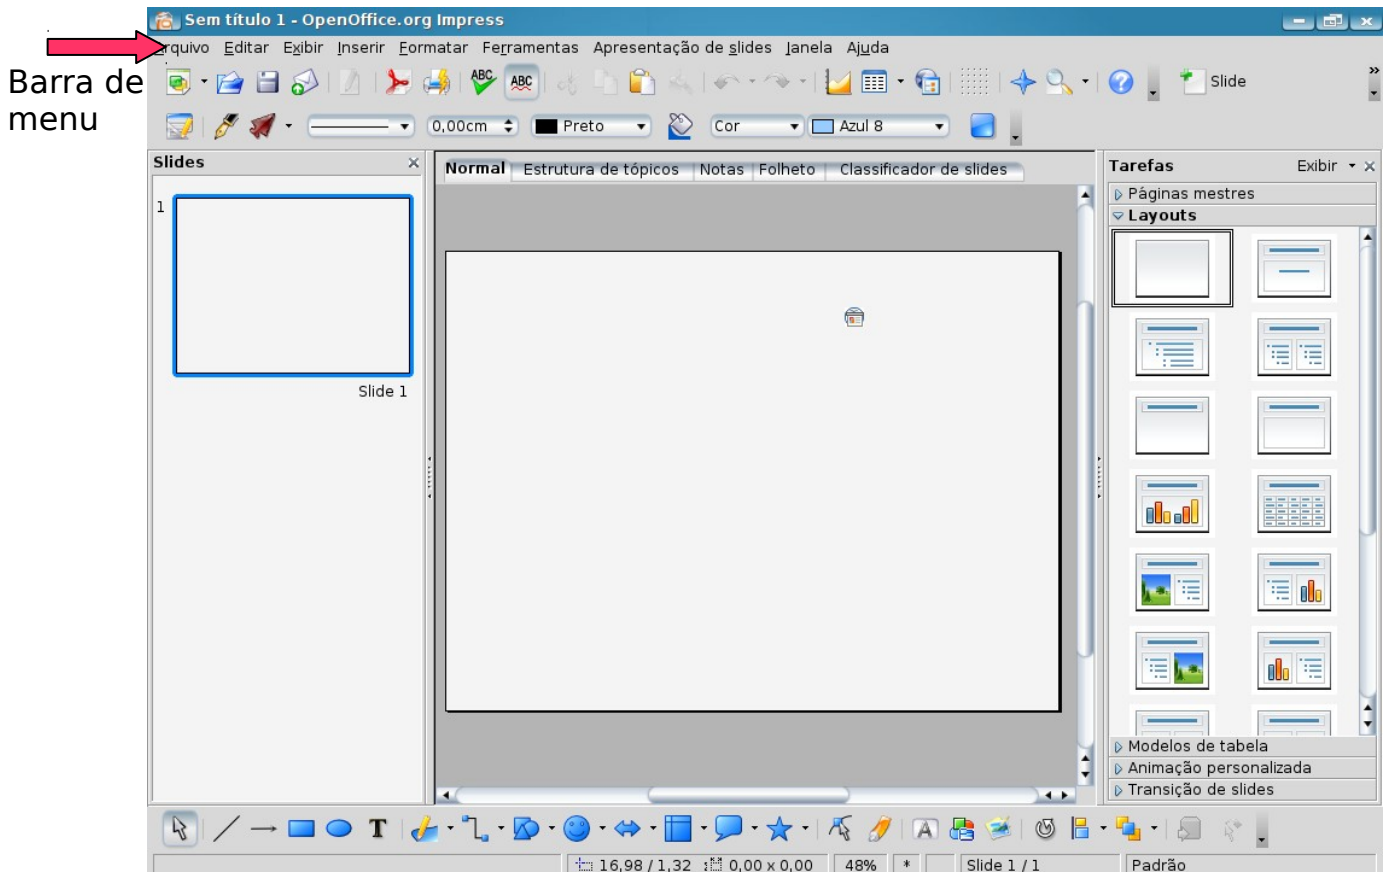 Sem título 1 - OpenOffice.org Impress
Arquivo Editar Exibir Inserir Formatar Ferramentas Apresentação de slides Janela Ajuda
Barra de
menu
ABC ABC Slide »
0,00cm Preto Cor Azul 8
Slides
Normal Estrutura de tópicos Notas Folheto Classificador de slides
Tarefas Exibir
Páginas mestres
Layouts
1
Slide 1
Modelos de tabela
Animação personalizada
Transição de slides
T A
16,98 / 1,32 0,00 x 0,00 48% * Slide 1 / 1 Padrão